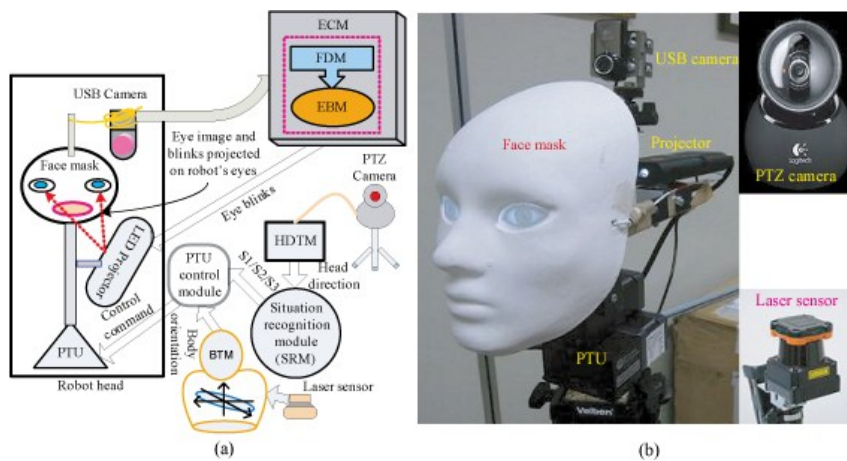 ECM
FDM
EBM
USB Camera
Eye image and
blinks projected
on robot's eyes
Face mask
PTZ
Camera
Eye blinks
LED Projector
HDTM
Head
direction
S1/S2/S3
PTU
control
module
Situation
recognition
module
(SRM)
Control
command
Body
orientation
BTM
PTU
Laser sensor
Robot head
(a)
USB camera
Projector
Face mask
logitech
PTZ camera
Laser sensor
PTU
Velbon
(b)